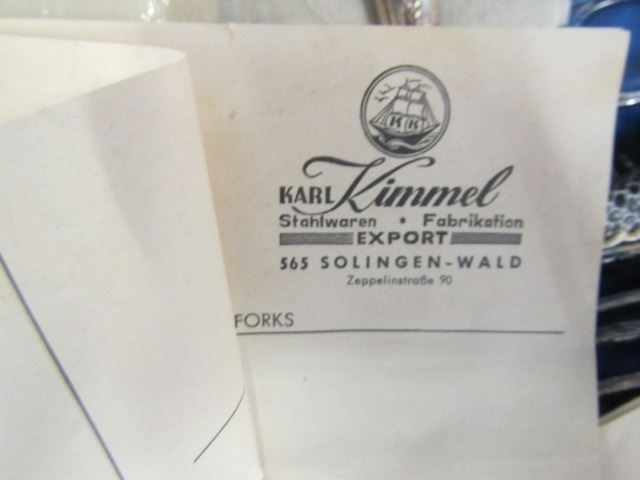 KK
KARL Kimmel
Stahlwaren • Fabrikation
EXPORT
565 SOLINGEN-WALD
Zeppelinstraße 90
FORKS